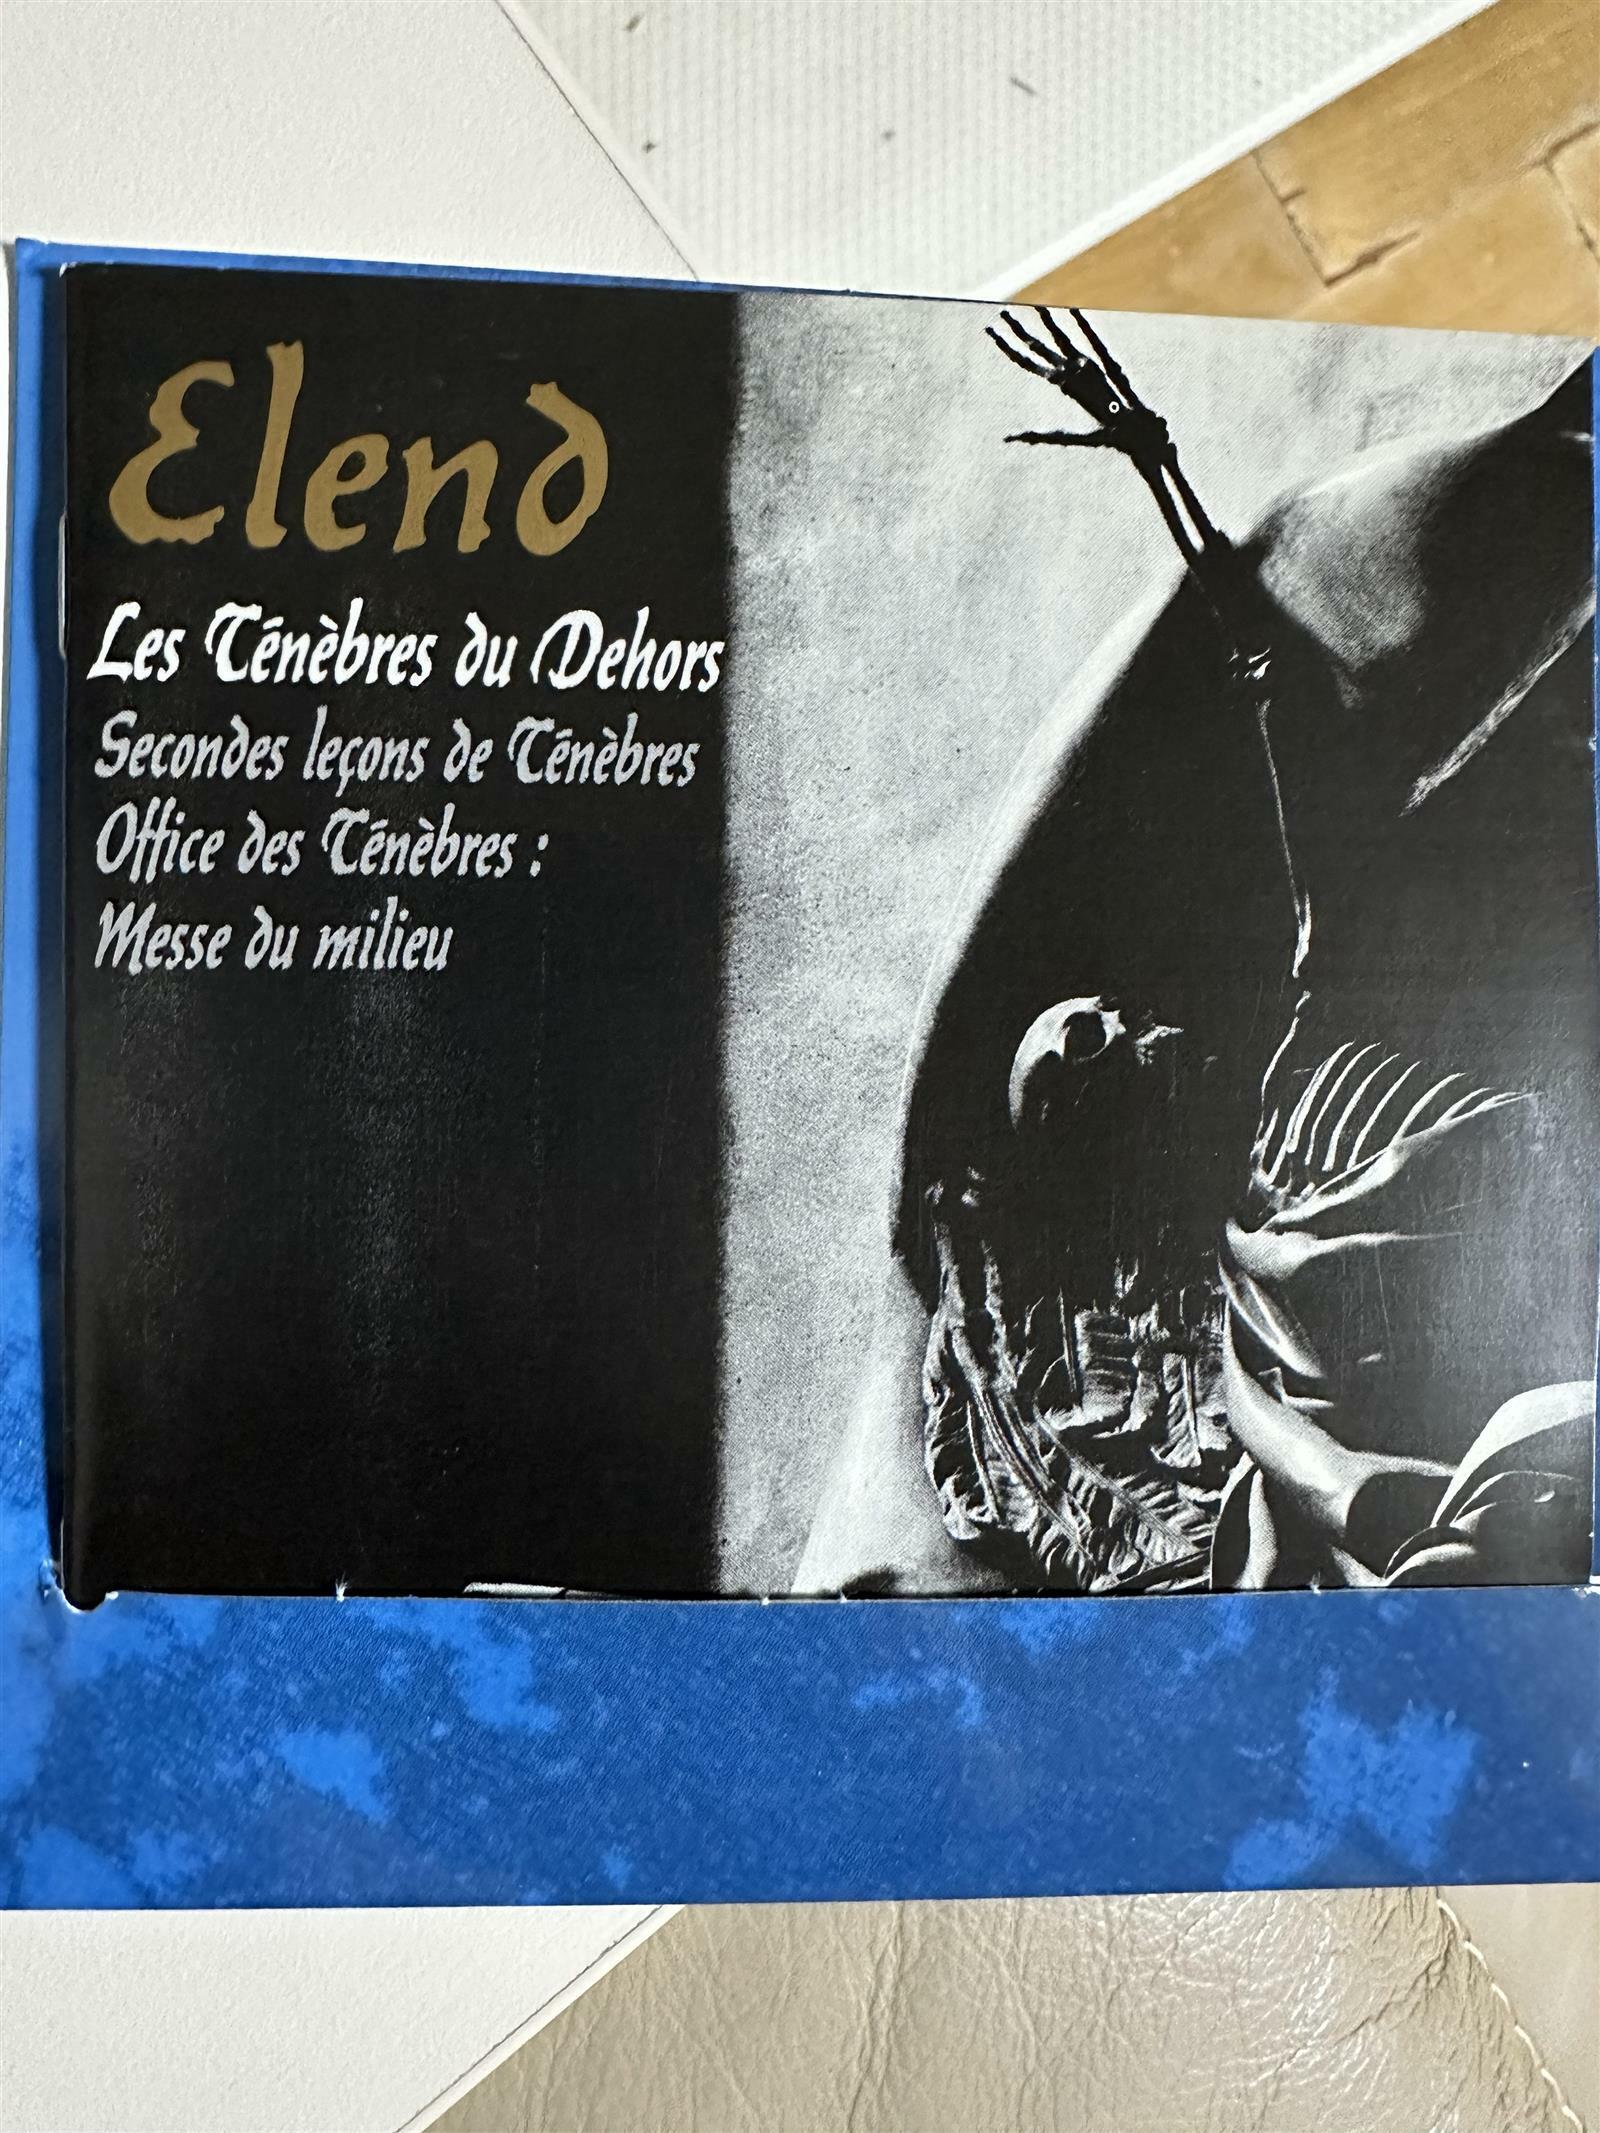 Elend
Les Ténèbres du Dehors
Secondes leçons de Ténèbres
Office des Ténèbres :
Messe du milieu